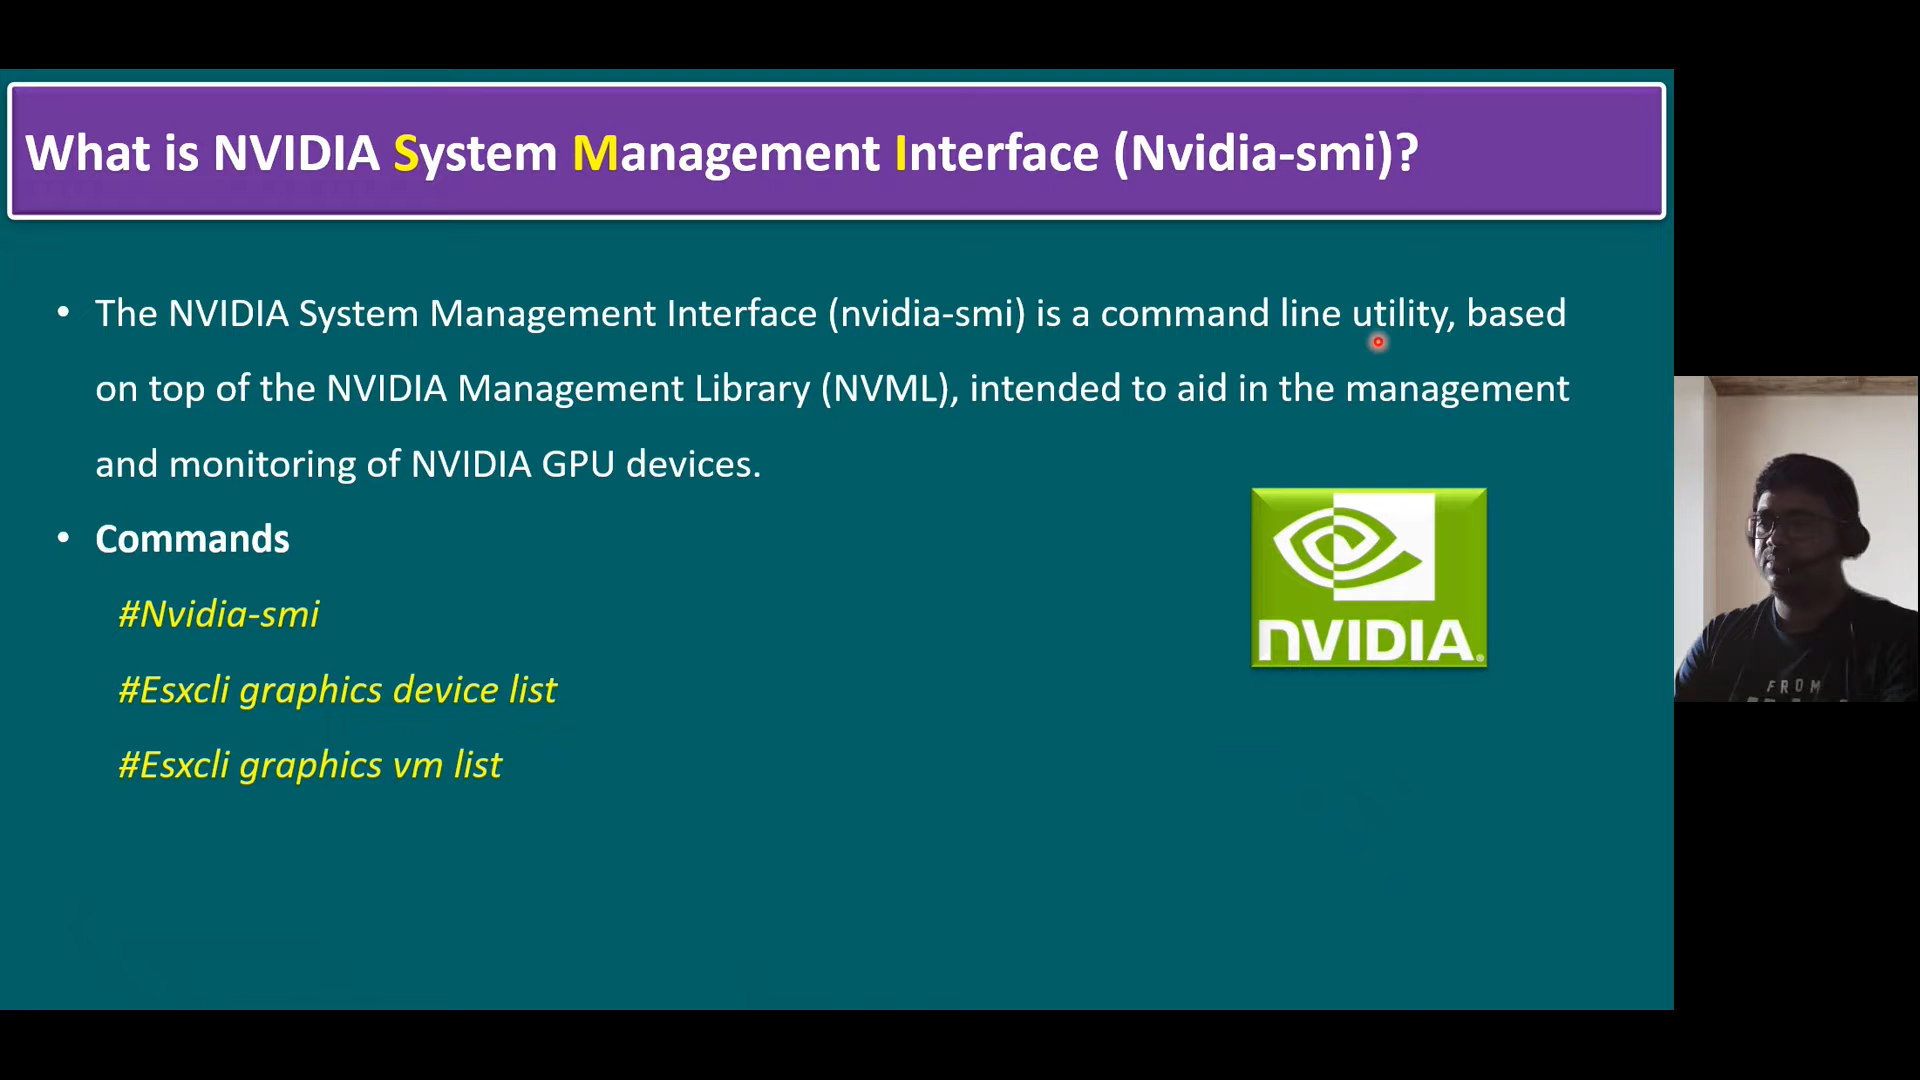 What is NVIDIA System Management Interface (Nvidia-smi)?
• The NVIDIA System Management Interface (nvidia-smi) is a command line utility, based
on top of the NVIDIA Management Library (NVML), intended to aid in the management
and monitoring of NVIDIA GPU devices.
• Commands
#Nvidia-smi
#Esxcli graphics device list
#Esxcli graphics vm list
NVIDIA®
FROM